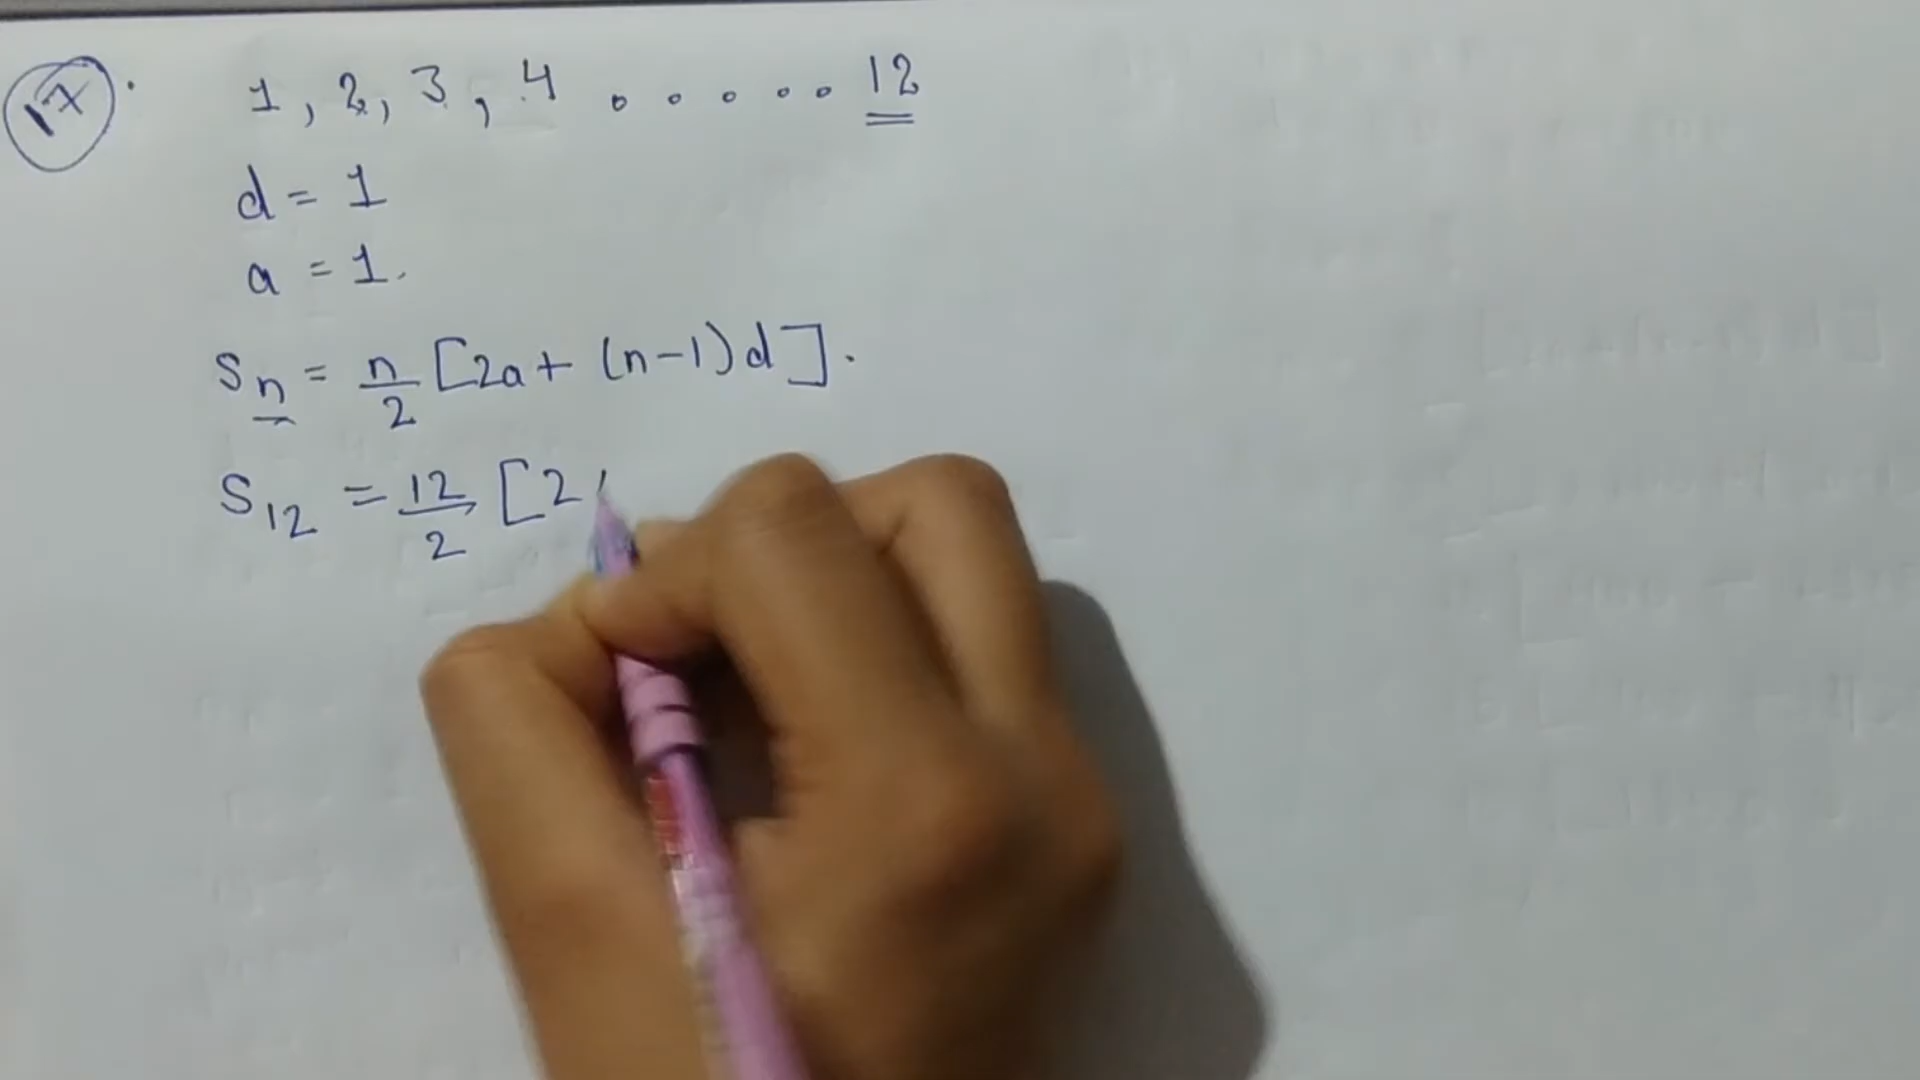 17. 1, 2, 3, 4 . . . . . 12
d = 1
a = 1.
Sn = n/2 [2a + (n-1)d].
S12 = 12/2 [2